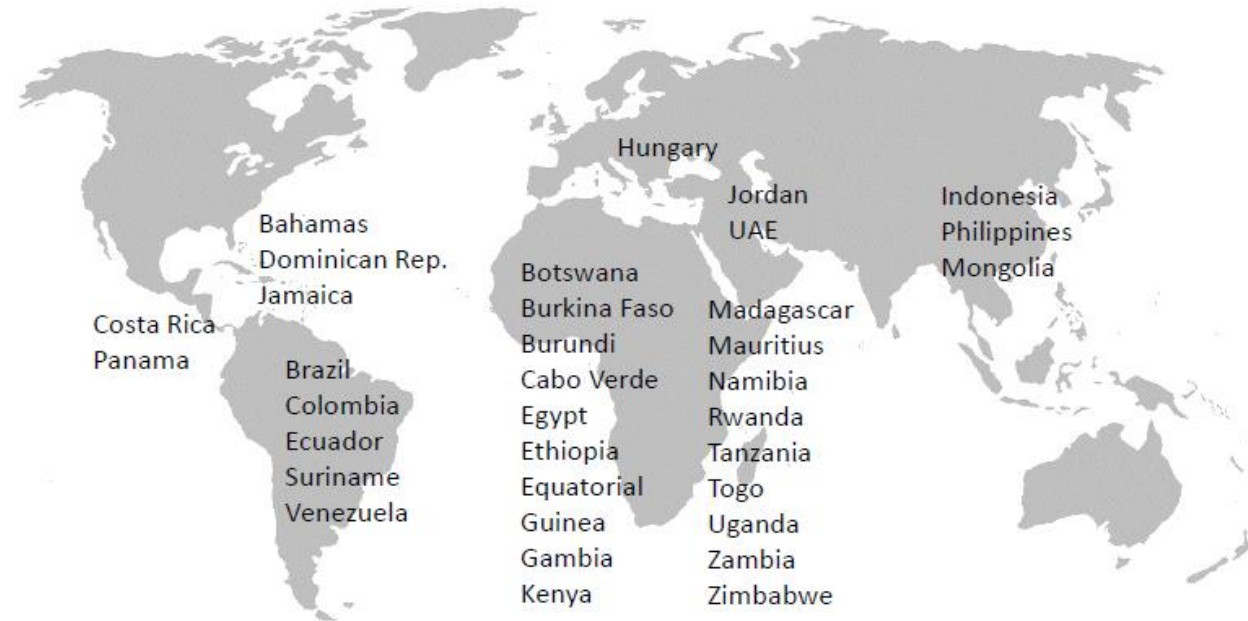 Hungary
Jordan
UAE
Indonesia
Philippines
Mongolia
Bahamas
Dominican Rep.
Jamaica
Costa Rica
Panama
Brazil
Colombia
Ecuador
Suriname
Venezuela
Botswana
Burkina Faso
Burundi
Cabo Verde
Egypt
Ethiopia
Equatorial
Guinea
Gambia
Kenya
Madagascar
Mauritius
Namibia
Rwanda
Tanzania
Togo
Uganda
Zambia
Zimbabwe